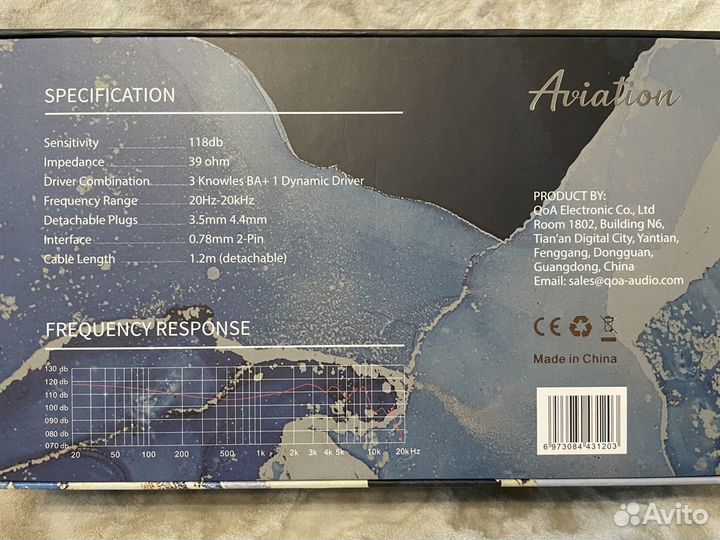 Aviation
SPECIFICATION
Sensitivity 118db
Impedance 39 ohm
Driver Combination 3 Knowles BA+ 1 Dynamic Driver
Frequency Range 20Hz-20kHz
Detachable Plugs 3.5mm 4.4mm
Interface 0.78mm 2-Pin
Cable Length 1.2m (detachable)
PRODUCT BY:
QoA Electronic Co., Ltd
Room 1802, Building N6,
Tian'an Digital City, Yantian,
Fenggang, Dongguan,
Guangdong, China
Email: sales@qoa-audio.com
CE
Made in China
6 973084 431203
FREQUENCY RESPONSE
130 db
120 db
110 db
100 db
090 db
080 db
070 db
20 50 100 200 500 1k 2k 3k 4k 5k 10k 20kHz
Avito